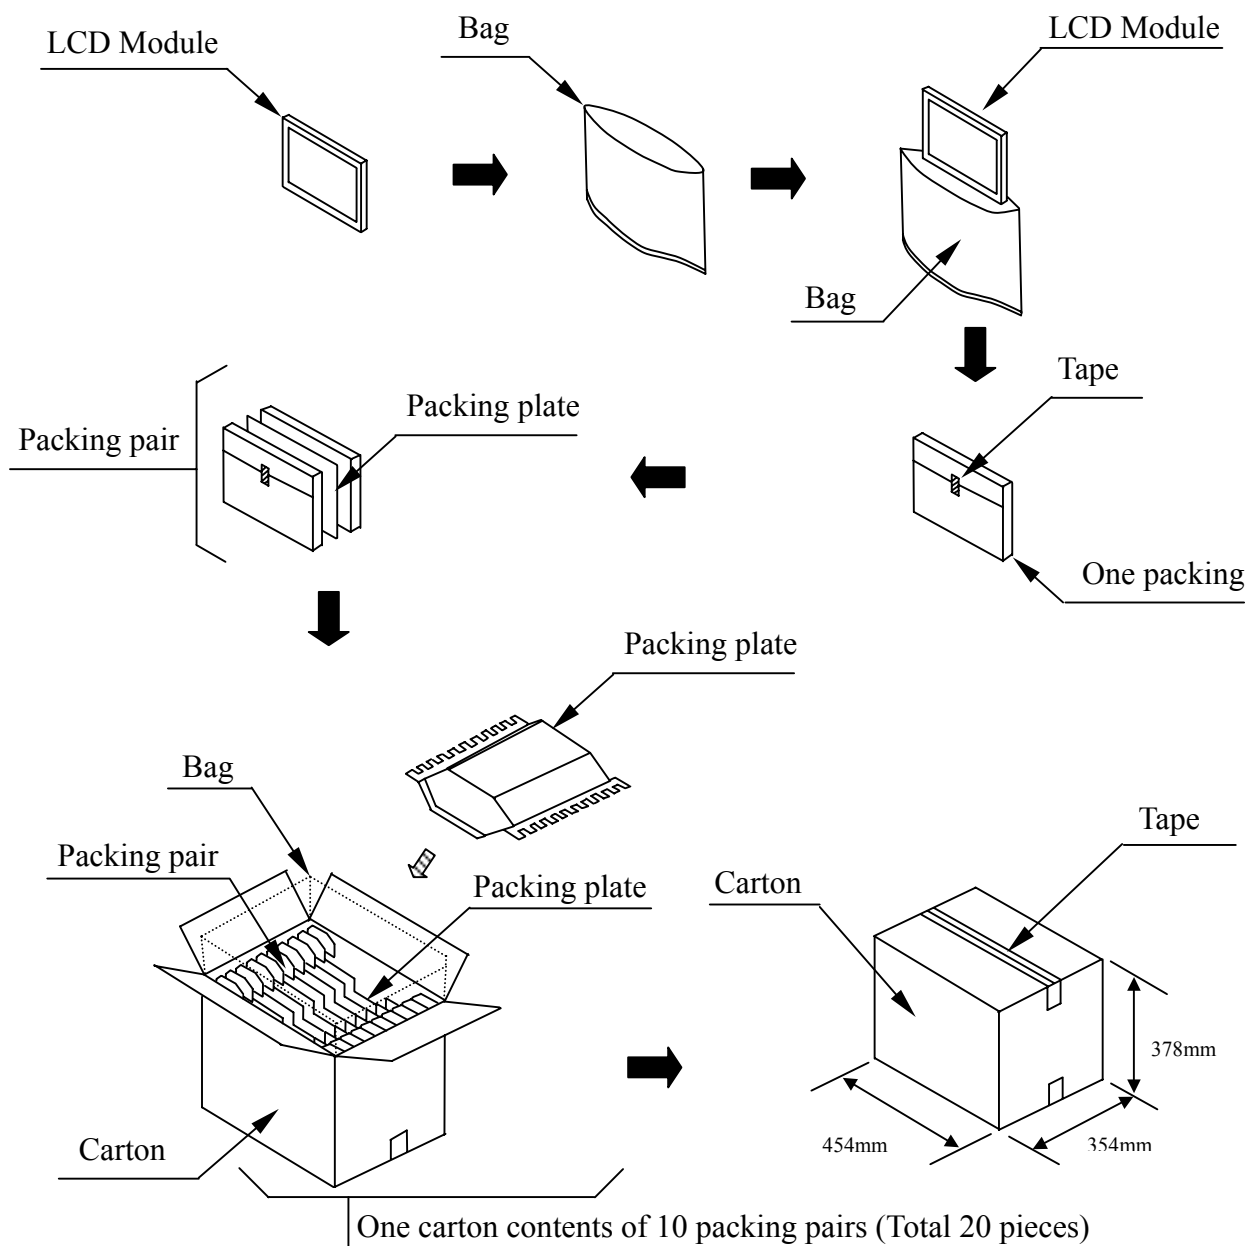 LCD Module
Bag
LCD Module
Bag
Tape
Packing plate
Packing pair
One packing
Packing plate
Bag
Tape
Packing pair
Carton
Packing plate
378mm
Carton
454mm
354mm
One carton contents of 10 packing pairs (Total 20 pieces)